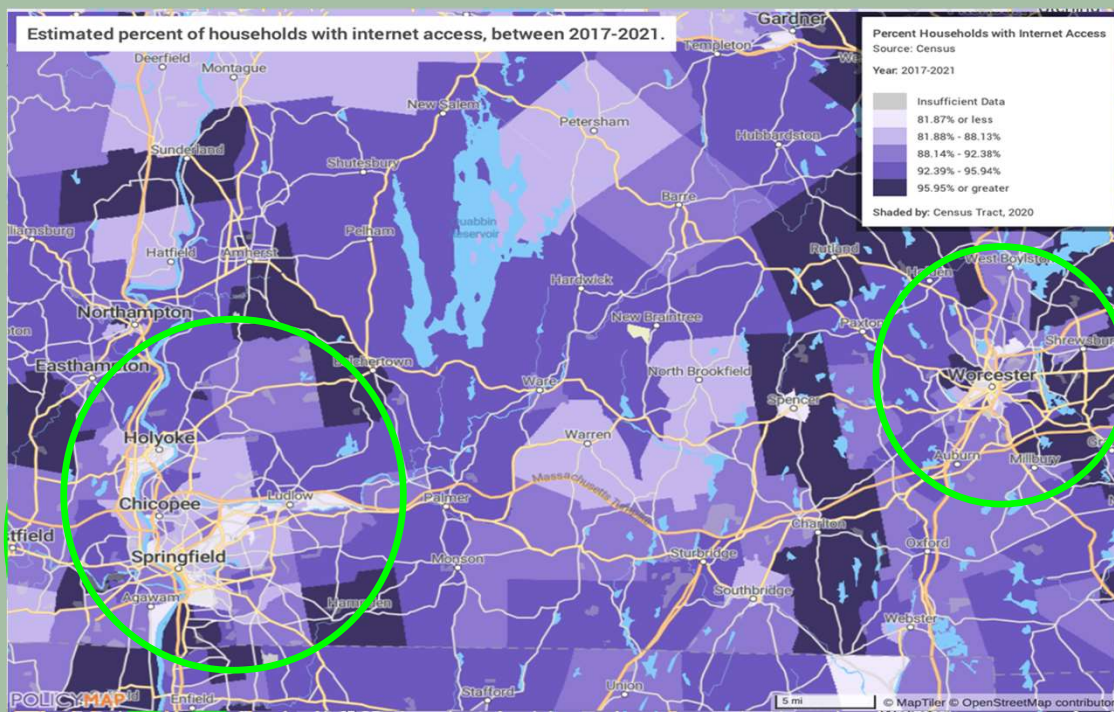 Estimated percent of households with internet access, between 2017-2021.
Percent Households with Internet Access
Source: Census
Year: 2017-2021
Insufficient Data
81.87% or less
81.88% - 88.13%
88.14% - 92.38%
92.39% - 95.94%
95.95% or greater
Shaded by: Census Tract, 2020
Gardner
Templeton
Deerfield
Montague
New Salem
Petersham
Hubbardston
Sunderland
Shutesbury
Barre
Pelham
Quabbin
Reservoir
Rutland
Hatfield
Amherst
West Boylston
Holden
Hardwick
Northampton
New Braintree
Paxton
Shrewsbury
Easthampton
Belchertown
Ware
North Brookfield
Worcester
Spencer
Holyoke
Warren
Auburn
Millbury
Massachusetts Turnpike
Chicopee
Ludlow
Palmer
Charlton
Springfield
Monson
Sturbridge
Oxford
Agawam
Hampden
Southbridge
Webster
Stafford
Union
Enfield
POLICYMAP
5 mi
© MapTiler © OpenStreetMap contributor